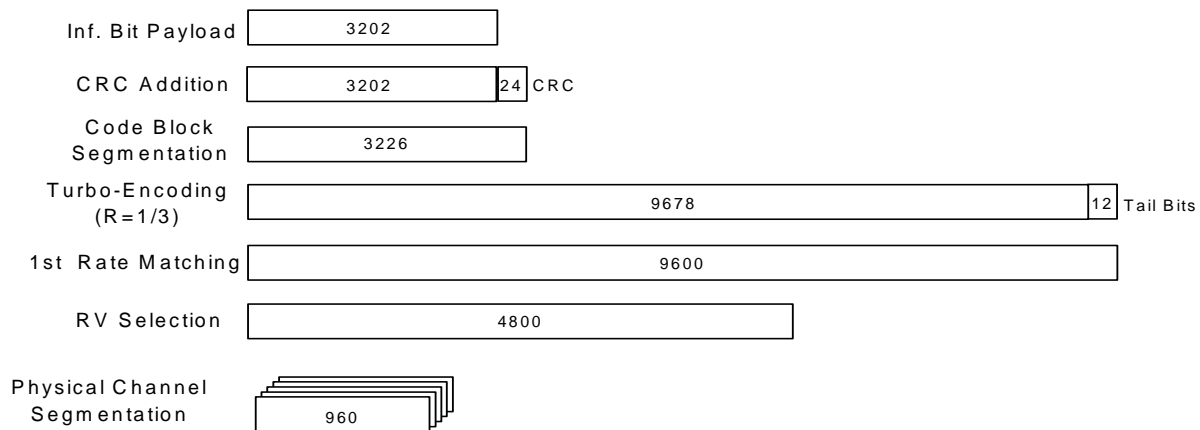 Inf. Bit Payload 3202
CRC Addition 3202 24 CRC
Code Block
Segmentation 3226
Turbo-Encoding
(R=1/3) 9678 12 Tail Bits
1st Rate Matching 9600
RV Selection 4800
Physical Channel
Segmentation 960